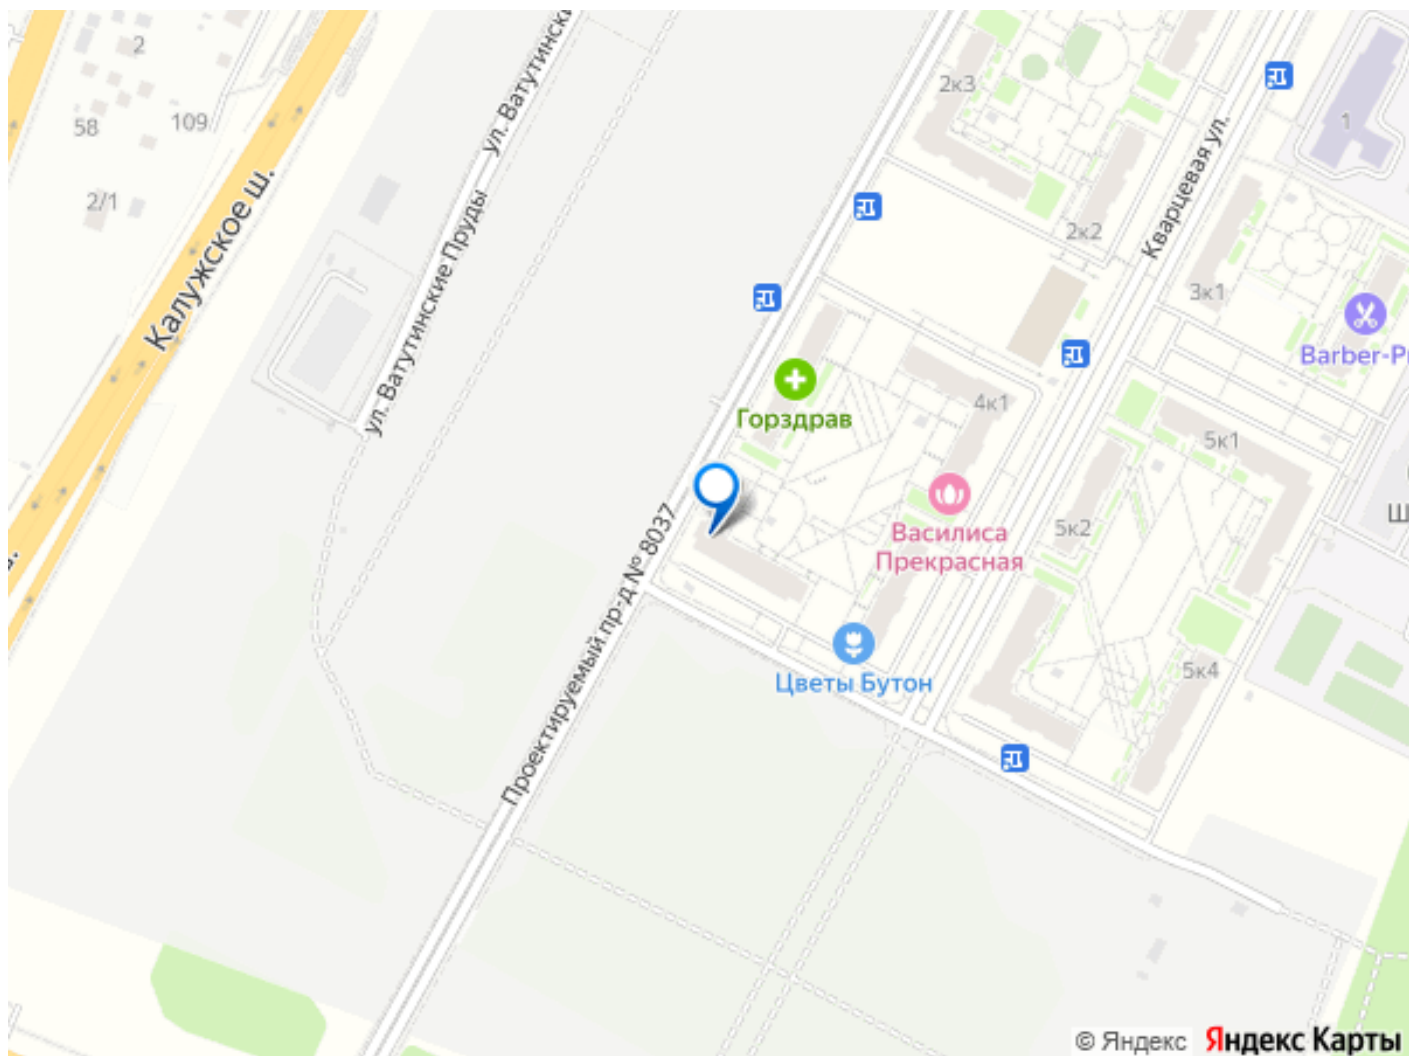 2
58
109
2/1
Калужское ш.
ул. Ватутинские Пруды
ул. Ватутинск
2к3
2к2
Кварцевая ул.
1
3к1
Barber-P
Горздрав
4к1
5к1
Василиса
Прекрасная
5к2
Ш
Проектируемый пр-д № 8037
Цветы Бутон
5к4
© Яндекс Яндекс Карты